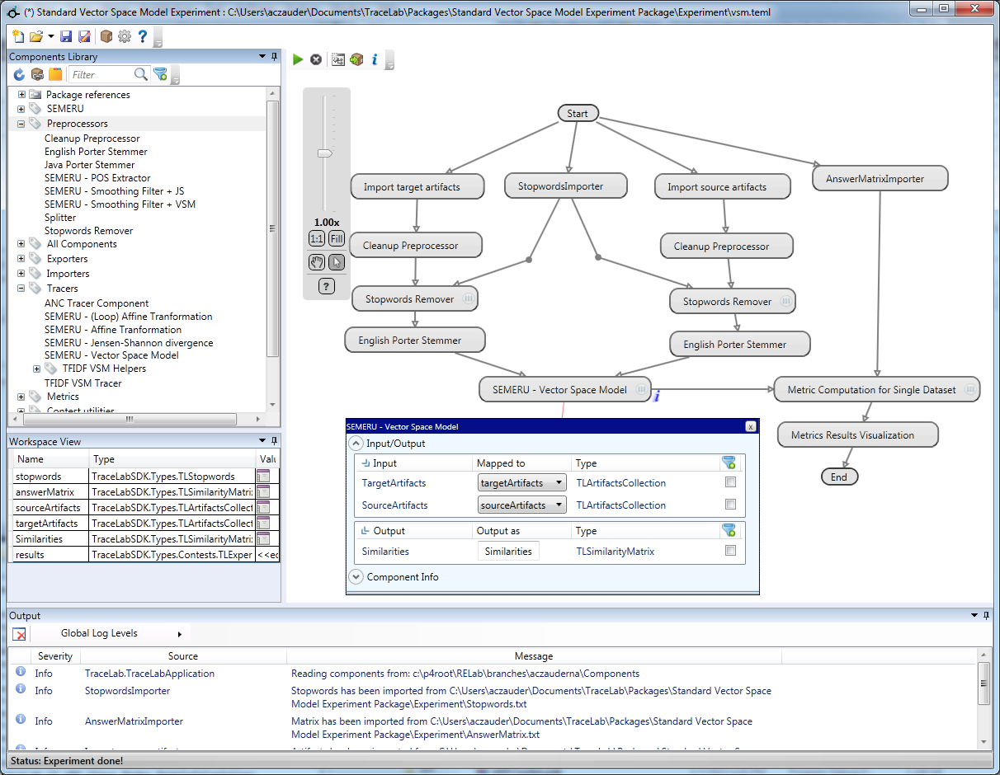 (*) Standard Vector Space Model Experiment : C:\Users\aczauder\Documents\TraceLab\Packages\Standard Vector Space Model Experiment Package\Experiment\vsm.teml
Components Library
Filter
Package references
SEMERU
Preprocessors
Cleanup Preprocessor
English Porter Stemmer
Java Porter Stemmer
SEMERU - POS Extractor
SEMERU - Smoothing Filter + JS
SEMERU - Smoothing Filter + VSM
Splitter
Stopwords Remover
All Components
Exporters
Importers
Tracers
ANC Tracer Component
SEMERU - (Loop) Affine Tranformation
SEMERU - Affine Tranformation
SEMERU - Jensen-Shannon divergence
SEMERU - Vector Space Model
TFIDF VSM Helpers
TFIDF VSM Tracer
Metrics
Contest utilities
1.00x
1:1 Fill
?
Start
Import target artifacts
StopwordsImporter
Import source artifacts
AnswerMatrixImporter
Cleanup Preprocessor
Cleanup Preprocessor
Stopwords Remover
Stopwords Remover
English Porter Stemmer
English Porter Stemmer
SEMERU - Vector Space Model
i
Metric Computation for Single Dataset
Metrics Results Visualization
End
SEMERU - Vector Space Model x
Input/Output
Input Mapped to Type
TargetArtifacts targetArtifacts TLArtifactsCollection
SourceArtifacts sourceArtifacts TLArtifactsCollection
Output Output as Type
Similarities Similarities TLSimilarityMatrix
Component Info
Workspace View
Name Type Valu
stopwords TraceLabSDK.Types.TLStopwords
answerMatrix TraceLabSDK.Types.TLSimilarityMatri
sourceArtifacts TraceLabSDK.Types.TLArtifactsCollect
targetArtifacts TraceLabSDK.Types.TLArtifactsCollect
Similarities TraceLabSDK.Types.TLSimilarityMatri
results TraceLabSDK.Types.Contests.TLExper <<ec
Output
Global Log Levels
Severity Source Message
Info TraceLab.TraceLabApplication Reading components from: c:\p4root\RELab\branches\aczauderna\Components
Info StopwordsImporter Stopwords has been imported from C:\Users\aczauder\Documents\TraceLab\Packages\Standard Vector Space
Model Experiment Package\Experiment\Stopwords.txt
Info AnswerMatrixImporter Matrix has been imported from C:\Users\aczauder\Documents\TraceLab\Packages\Standard Vector Space
Model Experiment Package\Experiment\AnswerMatrix.txt
Status: Experiment done!